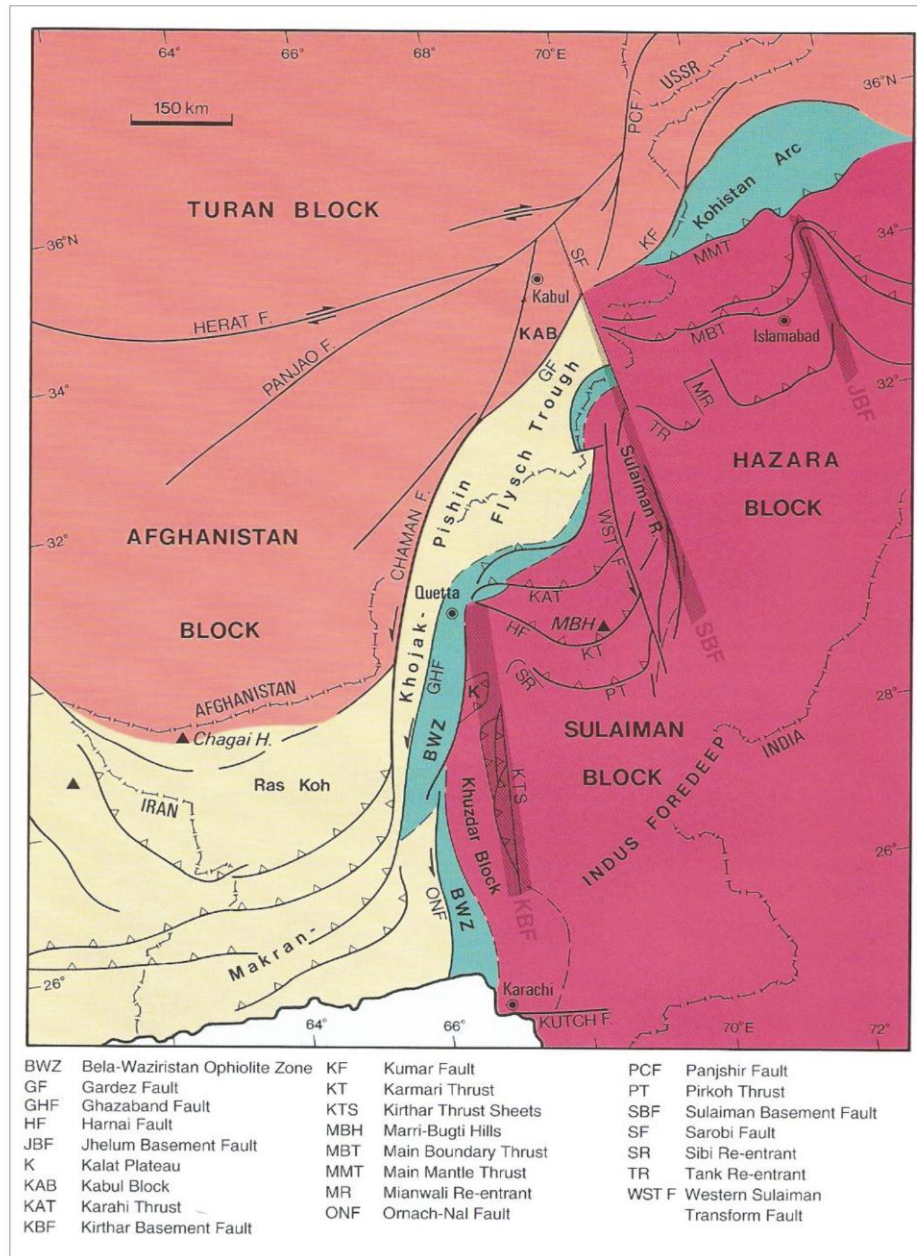 64°
66°
68°
70°E
USSR
36°N
150 km
PCF
Kohistan Arc
TURAN BLOCK
34°
36°N
KF
MMT
SF
Kabul
HERAT F.
KAB
MBT
Islamabad
PANJAO F.
GF
34°
32°
MR
JBF
TR
Pishin Flysch Trough
Sulaiman R.
HAZARA
BLOCK
CHAMAN F.
WST F
AFGHANISTAN
32°
BLOCK
Quetta
KAT
MBH
HF
KT
SBF
Khojak-
GHF
SR
PT
28°
AFGHANISTAN
K
Chagai H.
BWZ
SULAIMAN
BLOCK
INDIA
Ras Koh
KTS
IRAN
Khuzdar Block
INDUS FOREDEEP
26°
ONF
BWZ
KBF
Makran-
26°
Karachi
KUTCH F.
64°
66°
70°E
72°
BWZ Bela-Waziristan Ophiolite Zone
GF Gardez Fault
GHF Ghazaband Fault
HF Harnai Fault
JBF Jhelum Basement Fault
K Kalat Plateau
KAB Kabul Block
KAT Karahi Thrust
KBF Kirthar Basement Fault
KF Kumar Fault
KT Karmari Thrust
KTS Kirthar Thrust Sheets
MBH Marri-Bugti Hills
MBT Main Boundary Thrust
MMT Main Mantle Thrust
MR Mianwali Re-entrant
ONF Ornach-Nal Fault
PCF Panjshir Fault
PT Pirkoh Thrust
SBF Sulaiman Basement Fault
SF Sarobi Fault
SR Sibi Re-entrant
TR Tank Re-entrant
WST F Western Sulaiman
Transform Fault